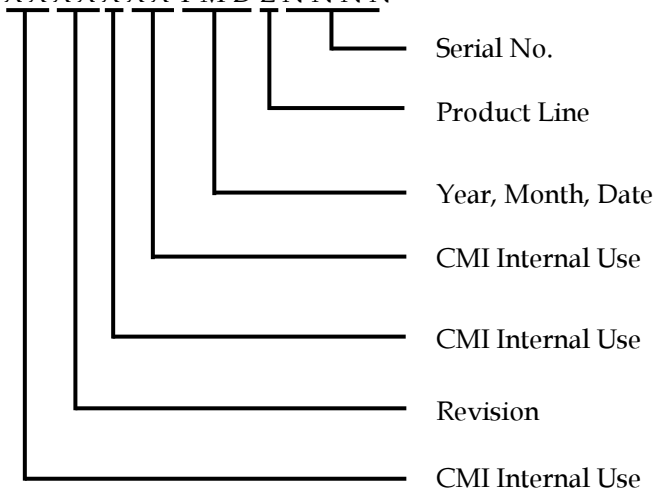 Serial No.
Product Line
Year, Month, Date
CMI Internal Use
CMI Internal Use
Revision
CMI Internal Use